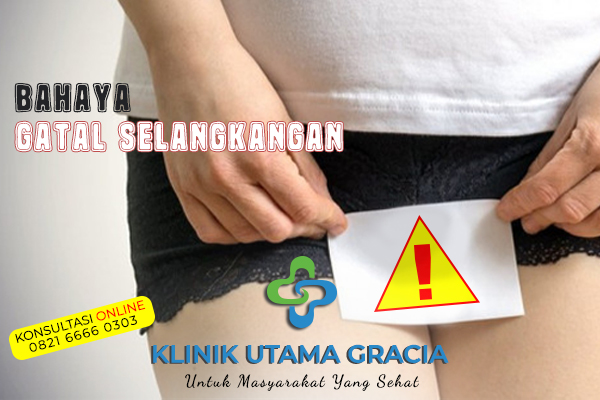 BAHAYA
GATAL SELANGKANGAN
!
KONSULTASI ONLINE
0821 6666 0303
KLINIK UTAMA GRACIA
Untuk Masyarakat Yang Sehat